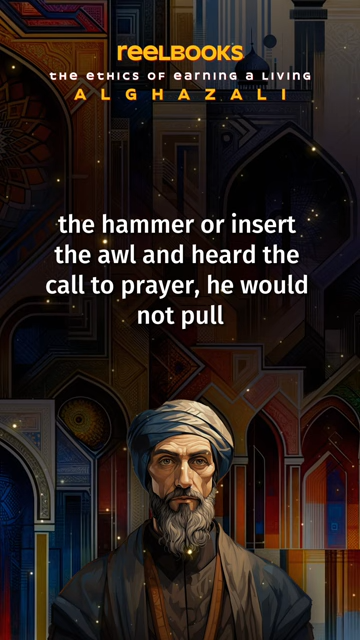 reelbooks
the ethics of earning a living
ALGHAZALI
the hammer or insert
the awl and heard the
call to prayer, he would
not pull